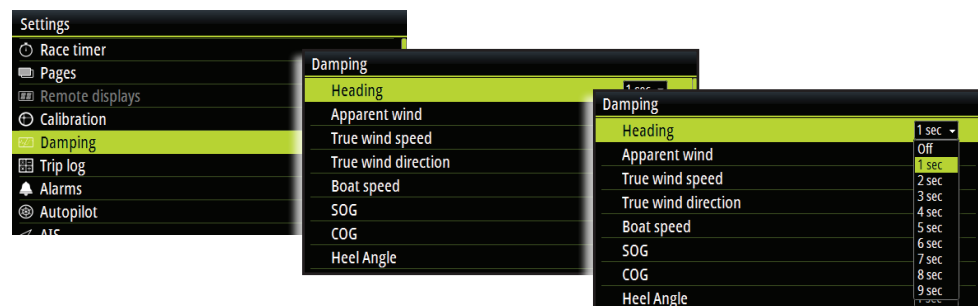 Settings
Race timer
Pages
Remote displays
Calibration
Damping
Trip log
Alarms
Autopilot
AIS
Damping
Heading
1 sec
Apparent wind
True wind speed
True wind direction
Boat speed
SOG
COG
Heel Angle
Damping
Heading
1 sec
Apparent wind
True wind speed
True wind direction
Boat speed
SOG
COG
Heel Angle
Off
1 sec
2 sec
3 sec
4 sec
5 sec
6 sec
7 sec
8 sec
9 sec